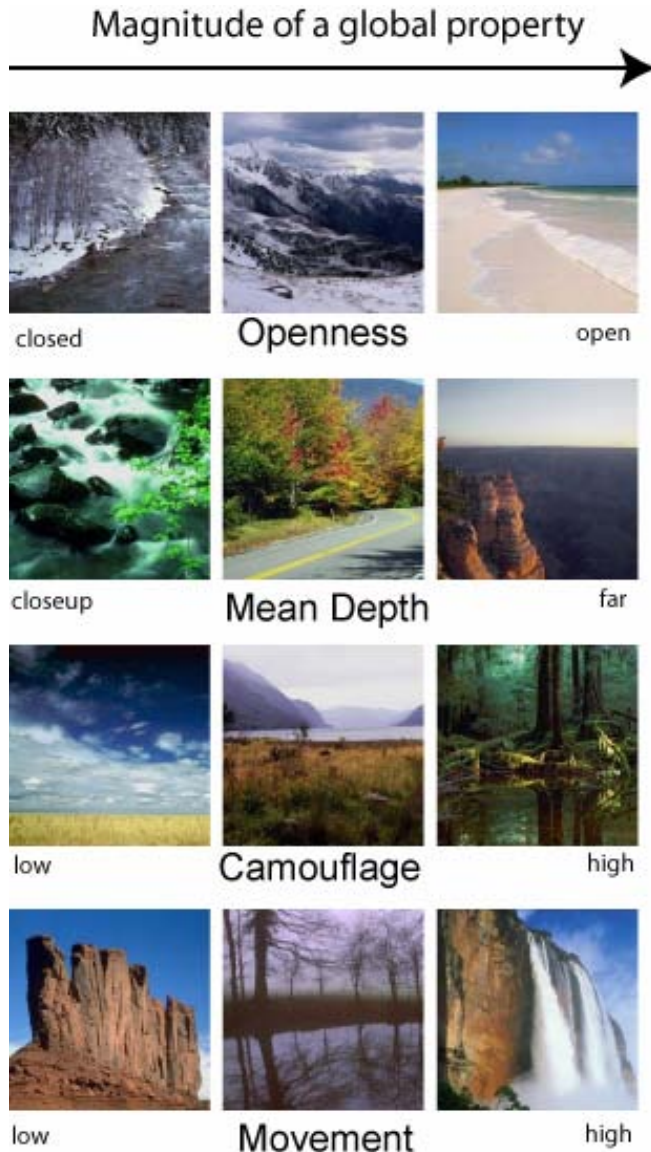 Magnitude of a global property
closed Openness open
closeup Mean Depth far
low Camouflage high
low Movement high